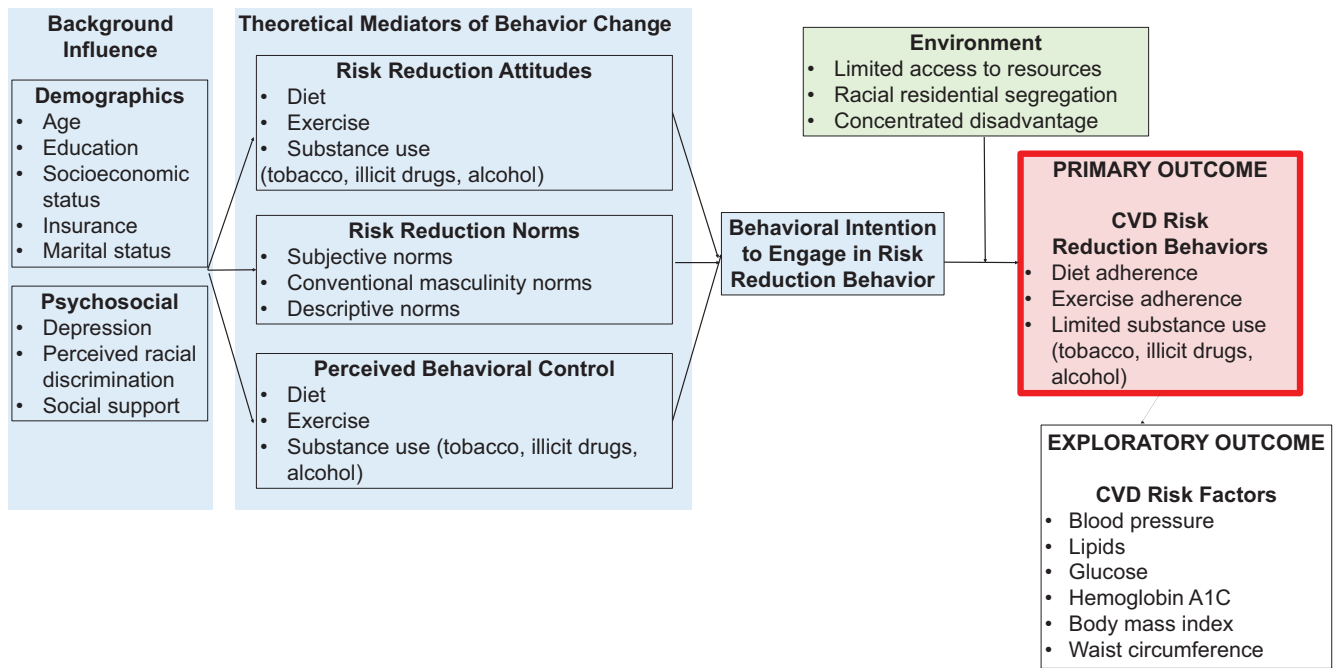 Background
Influence
Demographics
• Age
• Education
• Socioeconomic
status
• Insurance
• Marital status
Psychosocial
• Depression
• Perceived racial
discrimination
• Social support
Theoretical Mediators of Behavior Change
Risk Reduction Attitudes
• Diet
• Exercise
• Substance use
(tobacco, illicit drugs, alcohol)
Risk Reduction Norms
• Subjective norms
• Conventional masculinity norms
• Descriptive norms
Perceived Behavioral Control
• Diet
• Exercise
• Substance use (tobacco, illicit drugs,
alcohol)
Behavioral Intention
to Engage in Risk
Reduction Behavior
Environment
• Limited access to resources
• Racial residential segregation
• Concentrated disadvantage
PRIMARY OUTCOME
CVD Risk
Reduction Behaviors
• Diet adherence
• Exercise adherence
• Limited substance use
(tobacco, illicit drugs,
alcohol)
EXPLORATORY OUTCOME
CVD Risk Factors
• Blood pressure
• Lipids
• Glucose
• Hemoglobin A1C
• Body mass index
• Waist circumference